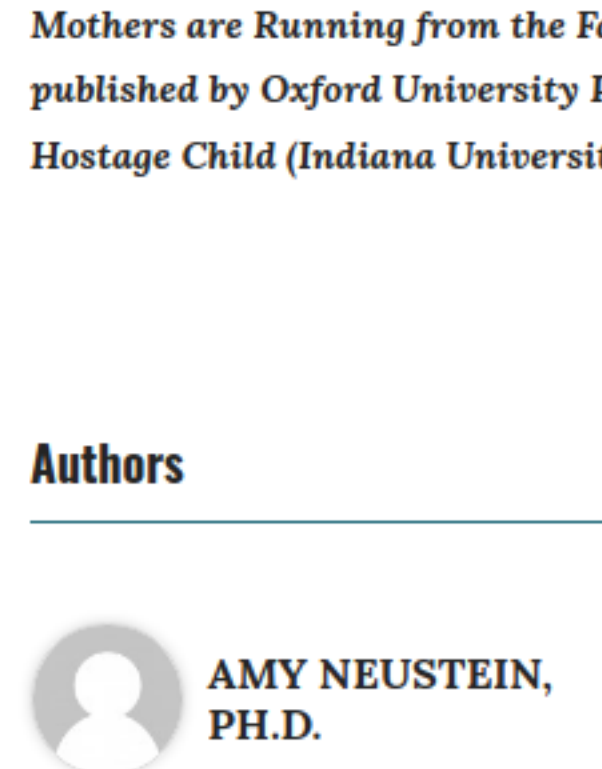 Mothers are Running from the
published by Oxford University
Hostage Child (Indiana
Authors
AMY NEUSTEIN,
PH.D.